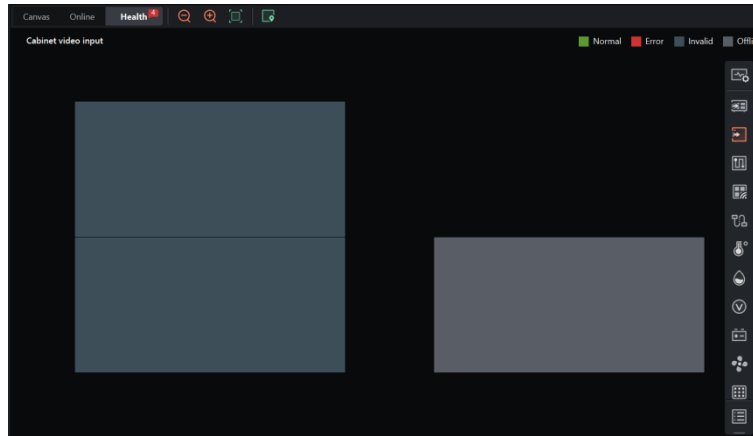 Canvas Online Health 4
Cabinet video input
Normal Error Invalid Offli
V